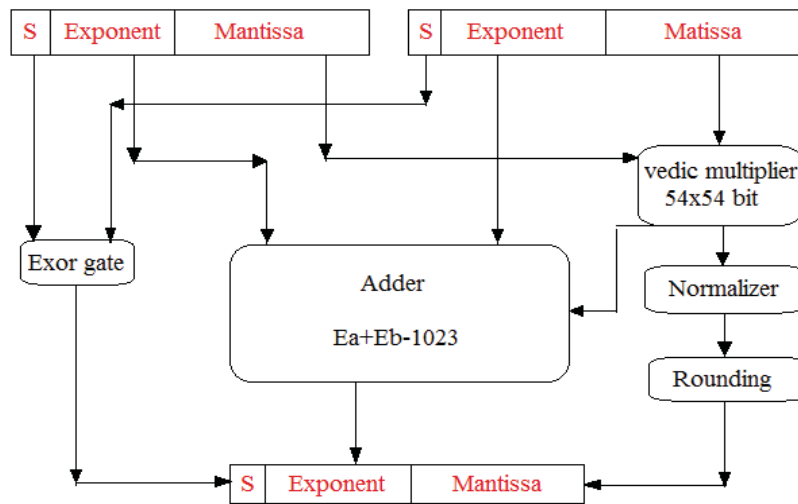 S Exponent Mantissa
S Exponent Matissa
vedic multiplier
54x54 bit
Exor gate
Adder
Ea+Eb-1023
Normalizer
Rounding
S Exponent Mantissa